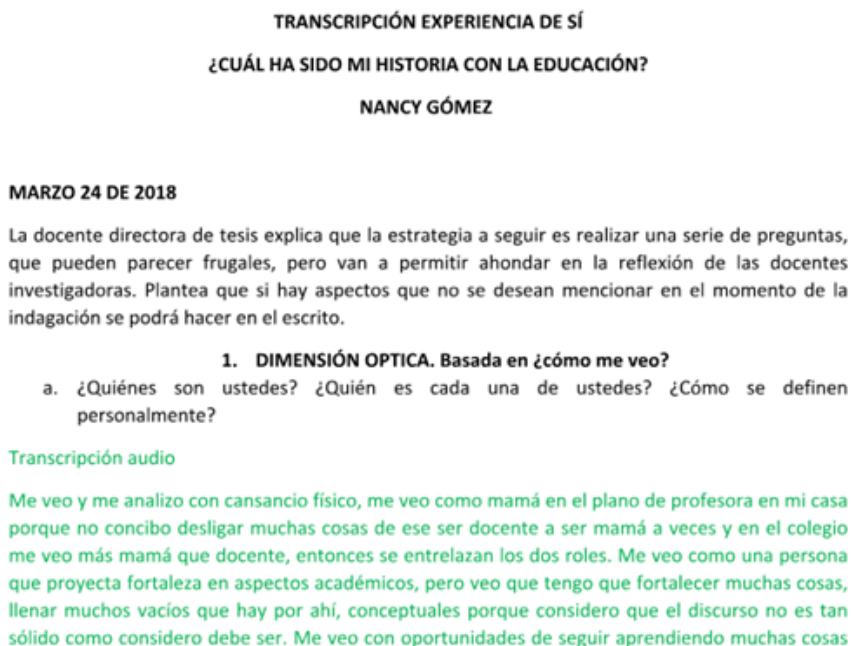 TRANSCRIPCIÓN EXPERIENCIA DE SÍ
¿CUÁL HA SIDO MI HISTORIA CON LA EDUCACIÓN?
NANCY GÓMEZ
MARZO 24 DE 2018
La docente directora de tesis explica que la estrategia a seguir es realizar una serie de preguntas,
que pueden parecer frugales, pero van a permitir ahondar en la reflexión de las docentes
investigadoras. Plantea que si hay aspectos que no se desean mencionar en el momento de la
indagación se podrá hacer en el escrito.
1. DIMENSIÓN OPTICA. Basada en ¿cómo me veo?
a. ¿Quiénes son ustedes? ¿Quién es cada una de ustedes? ¿Cómo se definen
personalmente?
Transcripción audio
Me veo y me analizo con cansancio físico, me veo como mamá en el plano de profesora en mi casa
porque no concibo desligar muchas cosas de ese ser docente a ser mamá a veces y en el colegio
me veo más mamá que docente, entonces se entrelazan los dos roles. Me veo como una persona
que proyecta fortaleza en aspectos académicos, pero veo que tengo que fortalecer muchas cosas,
llenar muchos vacíos que hay por ahí, conceptuales porque considero que el discurso no es tan
sólido como considero debe ser. Me veo con oportunidades de seguir aprendiendo muchas cosas